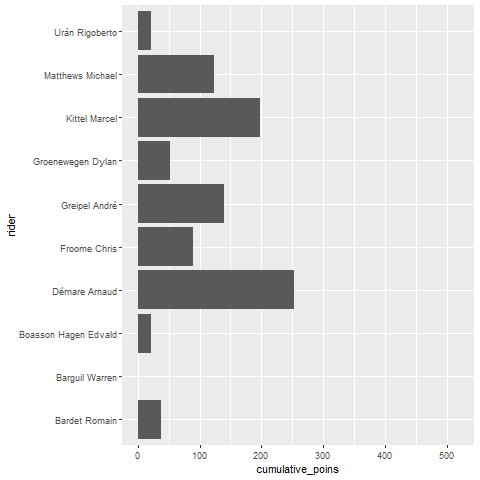 Urán Rigoberto
Matthews Michael
Kittel Marcel
Groenewegen Dylan
Greipel André
rider
Froome Chris
Démare Arnaud
Boasson Hagen Edvald
Barguil Warren
Bardet Romain
0 100 200 300 400 500
cumulative_poins